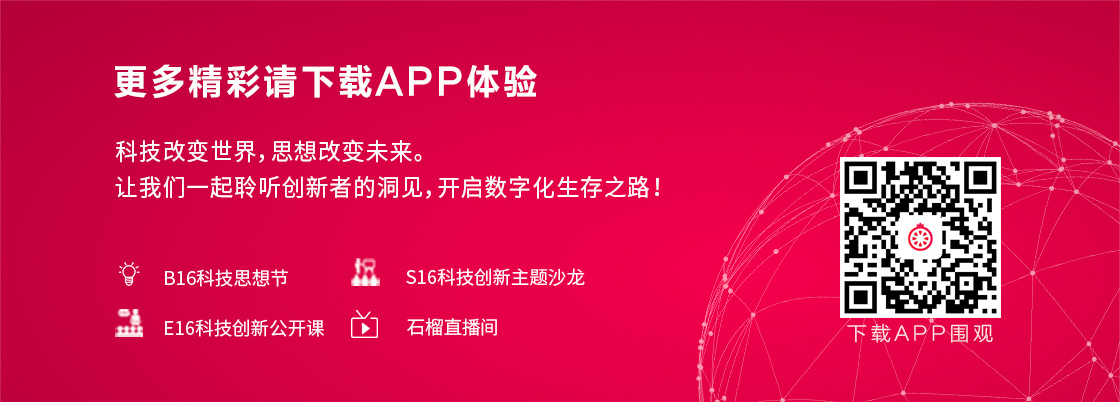 更多精彩请下载APP体验
科技改变世界，思想改变未来。
让我们一起聆听创新者的洞见，开启数字化生存之路！
B16科技思想节
S16科技创新主题沙龙
E16科技创新公开课
石榴直播间
下载APP围观